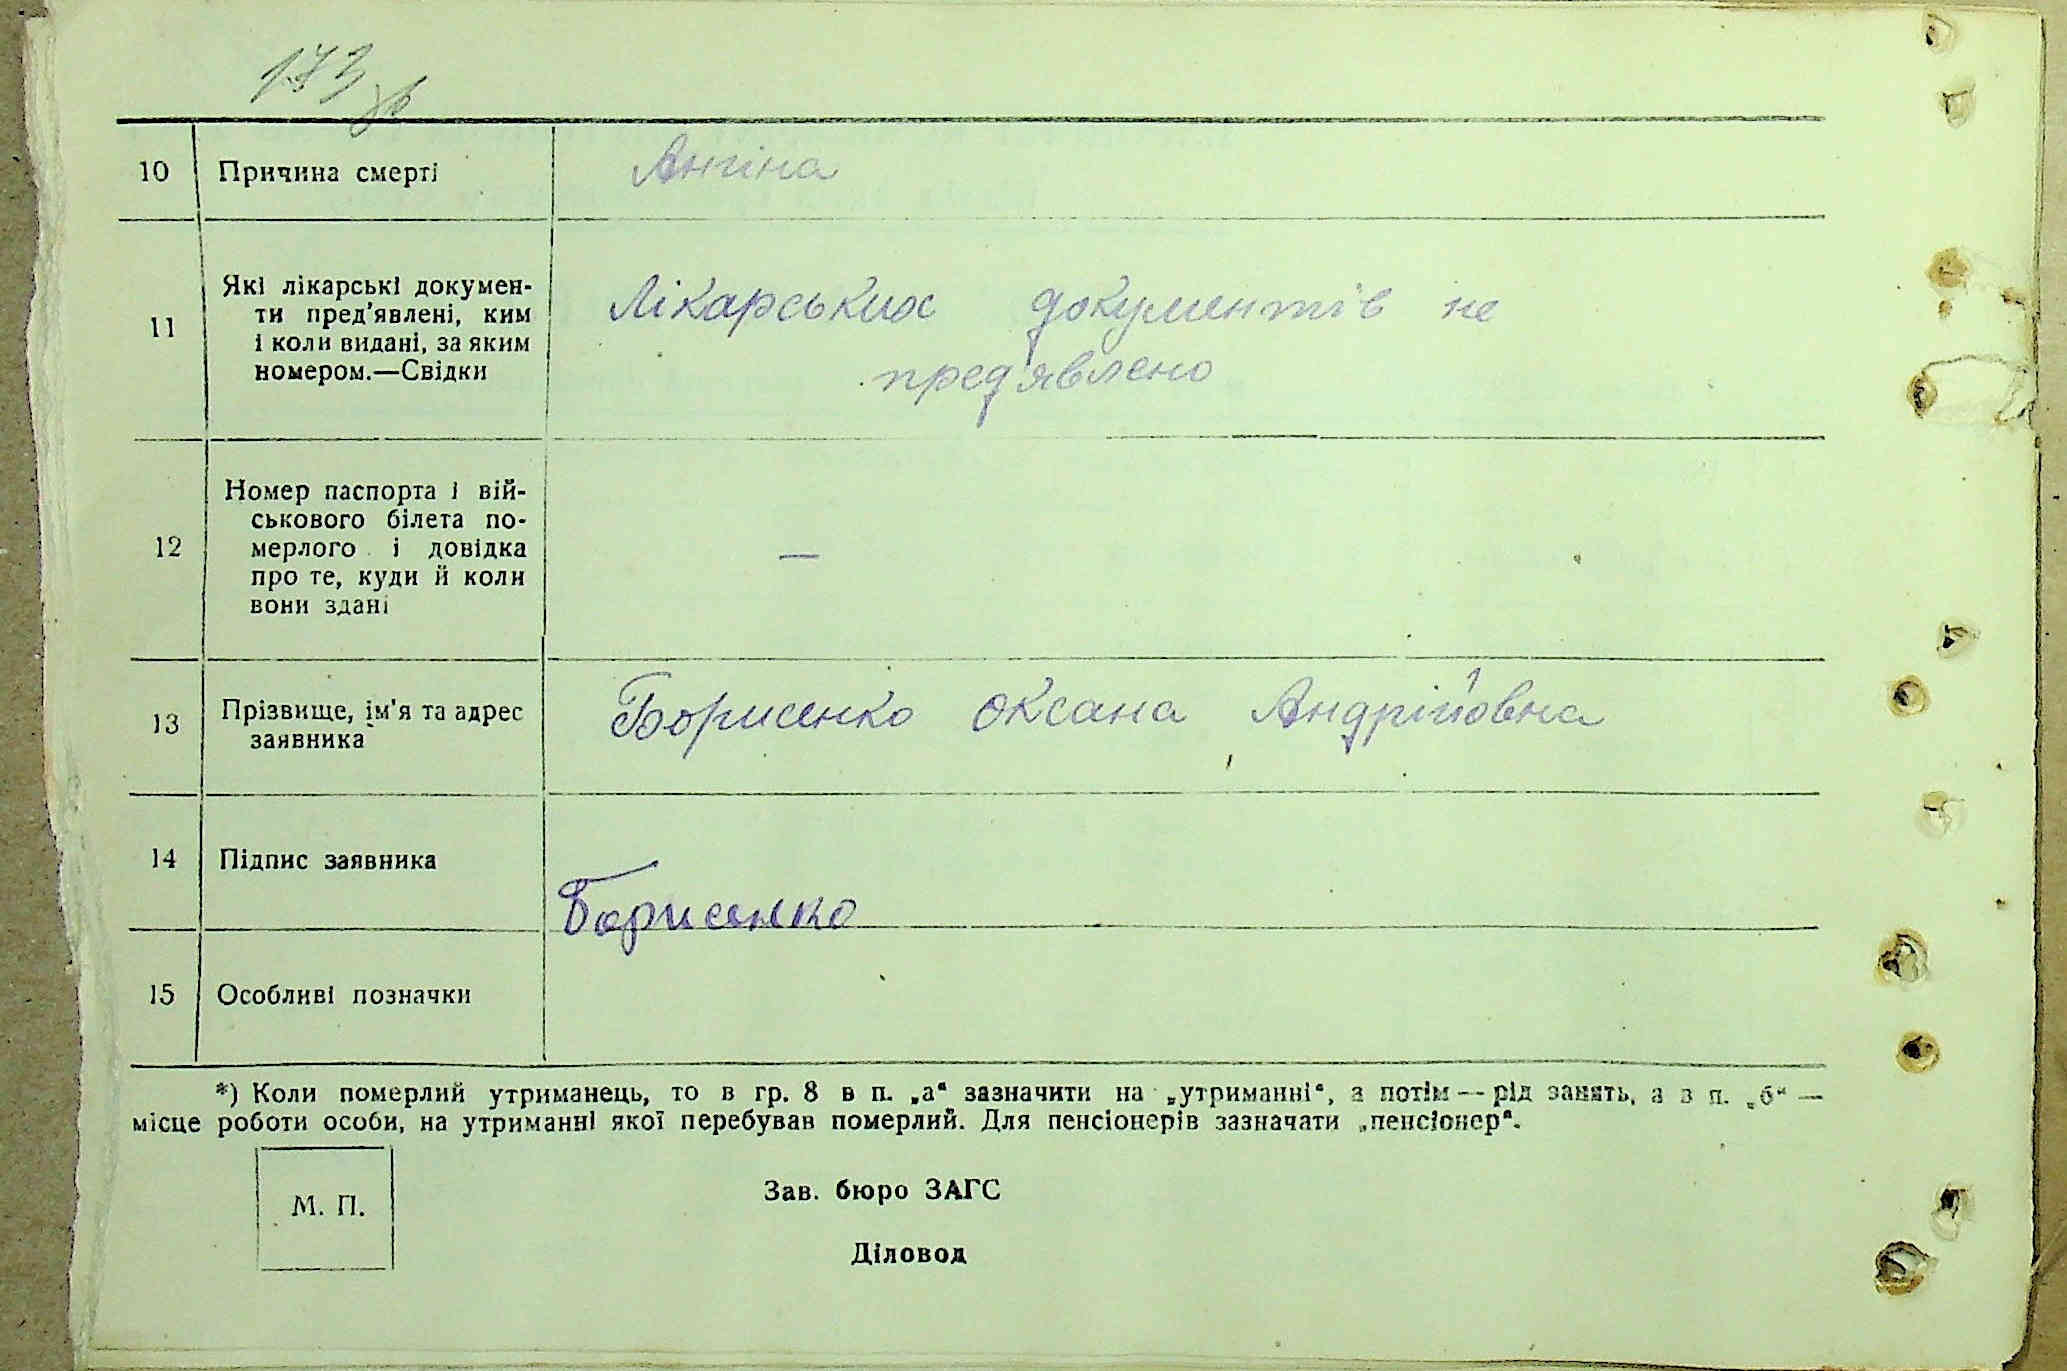 173 зв
10 Причина смерті Ангіна
11 Які лікарські докумен-
ти пред'явлені, ким
і коли видані, за яким
номером.—Свідки
Лікарських документів не
пред'явлено
12 Номер паспорта і вій-
ськового білета по-
мерлого і довідка
про те, куди й коли
вони здані
—
13 Прізвище, ім'я та адрес
заявника
Борисенко Оксана Андріївна
14 Підпис заявника
Борисенко
15 Особливі позначки
*) Коли померлий утриманець, то в гр. 8 в п. „а“ зазначити на „утриманні“, а потім — рід занять, а в п. „б“ —
місце роботи особи, на утриманні якої перебував померлий. Для пенсіонерів зазначати „пенсіонер“.
М. П.
Зав. бюро ЗАГС
Діловод